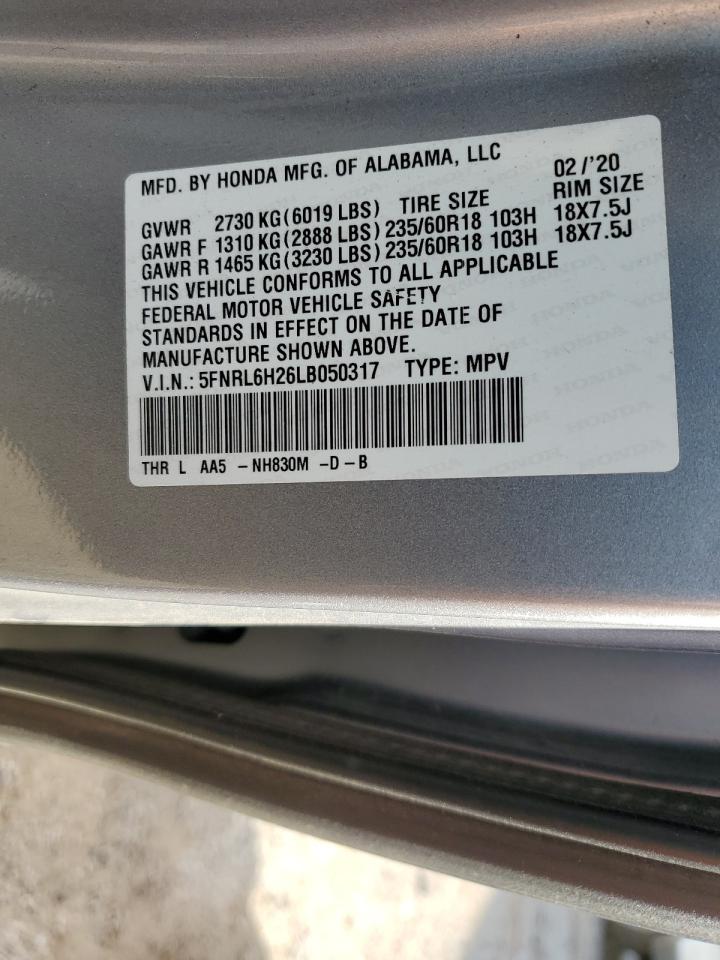 MFD. BY HONDA MFG. OF ALABAMA, LLC 02/'20
GVWR 2730 KG(6019 LBS) TIRE SIZE RIM SIZE
GAWR F 1310 KG(2888 LBS) 235/60R18 103H 18X7.5J
GAWR R 1465 KG(3230 LBS) 235/60R18 103H 18X7.5J
THIS VEHICLE CONFORMS TO ALL APPLICABLE
FEDERAL MOTOR VEHICLE SAFETY
STANDARDS IN EFFECT ON THE DATE OF
MANUFACTURE SHOWN ABOVE.
V.I.N.: 5FNRL6H26LB050317 TYPE: MPV
THR L AA5 -NH830M -D-B